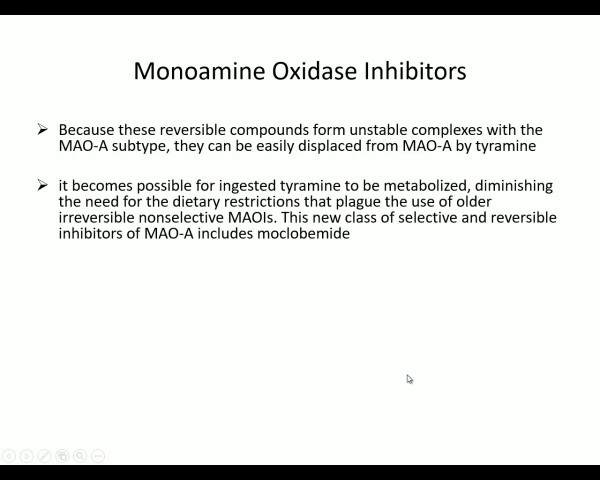 Monoamine Oxidase Inhibitors
Because these reversible compounds form unstable complexes with the
MAO-A subtype, they can be easily displaced from MAO-A by tyramine
it becomes possible for ingested tyramine to be metabolized, diminishing
the need for the dietary restrictions that plague the use of older
irreversible nonselective MAOIs. This new class of selective and reversible
inhibitors of MAO-A includes moclobemide